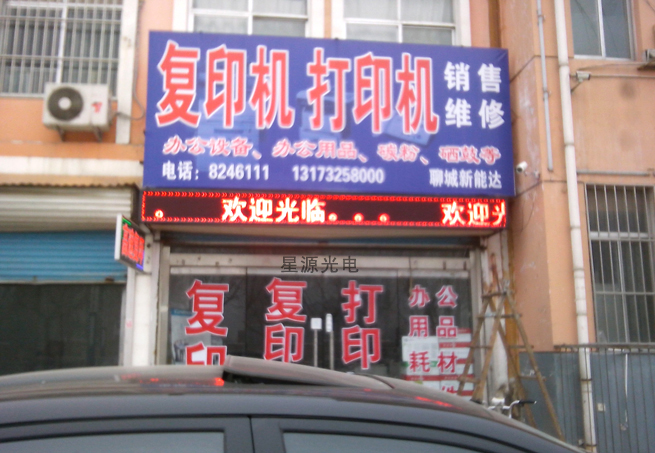 复印机 打印机 销售
维修
办公设备、办公用品、碳粉、硒鼓等
电话：8246111 13173258000 聊城新能达
。 欢迎光临。。。 欢迎光
星源光电
复印
复印
打印
办公
用品
耗材